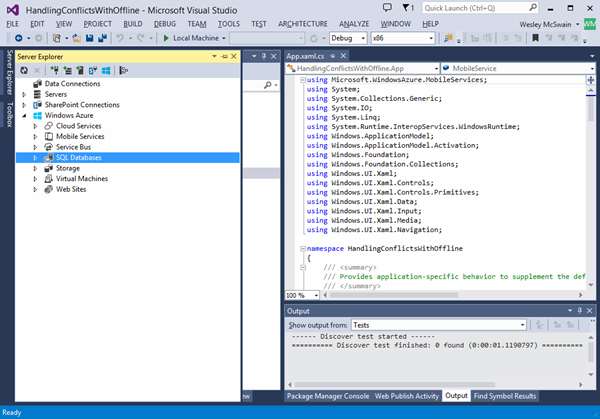 HandlingConflictsWithOffline - Microsoft Visual Studio
1
Quick Launch (Ctrl+Q)
FILE EDIT VIEW PROJECT BUILD DEBUG TEAM TOOLS TEST ARCHITECTURE ANALYZE WINDOW HELP
Wesley McSwain
WM
Local Machine
Debug
x86
Server Explorer
Toolbox
Server Explorer
Data Connections
Servers
SharePoint Connections
Windows Azure
Cloud Services
Mobile Services
Service Bus
SQL Databases
Storage
Virtual Machines
Web Sites
App.xaml.cs
HandlingConflictsWithOffline.App
MobileService
using Microsoft.WindowsAzure.MobileServices;
using System;
using System.Collections.Generic;
using System.IO;
using System.Linq;
using System.Runtime.InteropServices.WindowsRuntime;
using Windows.ApplicationModel;
using Windows.ApplicationModel.Activation;
using Windows.Foundation;
using Windows.Foundation.Collections;
using Windows.UI.Xaml;
using Windows.UI.Xaml.Controls;
using Windows.UI.Xaml.Controls.Primitives;
using Windows.UI.Xaml.Data;
using Windows.UI.Xaml.Input;
using Windows.UI.Xaml.Media;
using Windows.UI.Xaml.Navigation;
namespace HandlingConflictsWithOffline
{
/// <summary>
/// Provides application-specific behavior to supplement the def
/// </summary>
100 %
Output
Show output from: Tests
------ Discover test started ------
========== Discover test finished: 0 found (0:00:01.1190797) ==========
ew
Package Manager Console Web Publish Activity Output Find Symbol Results
Ready